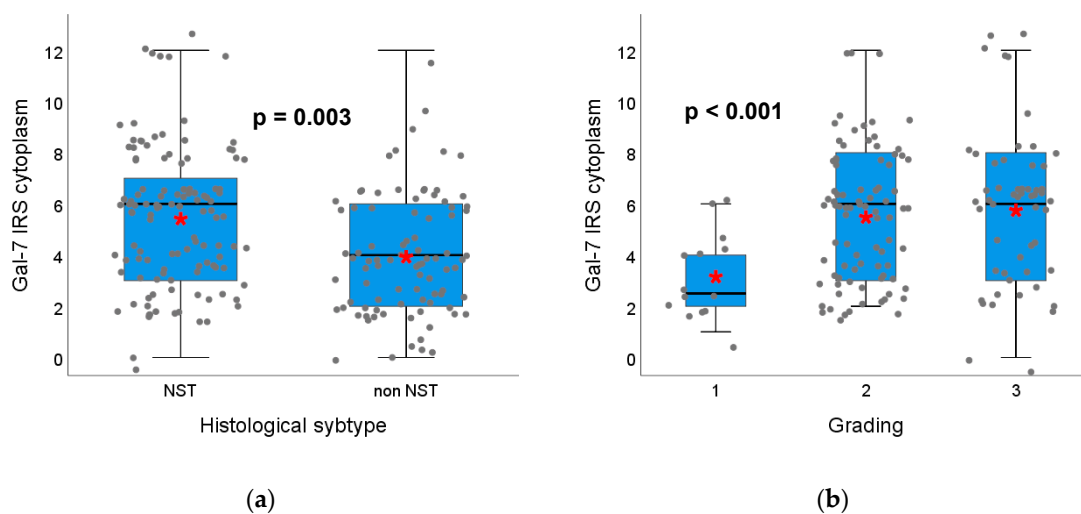 Gal-7 IRS cytoplasm
12
10
8
6
4
2
0
p = 0.003
NST
non NST
Histological sybtype
(a)
Gal-7 IRS cytoplasm
12
10
8
6
4
2
0
p < 0.001
1
2
3
Grading
(b)